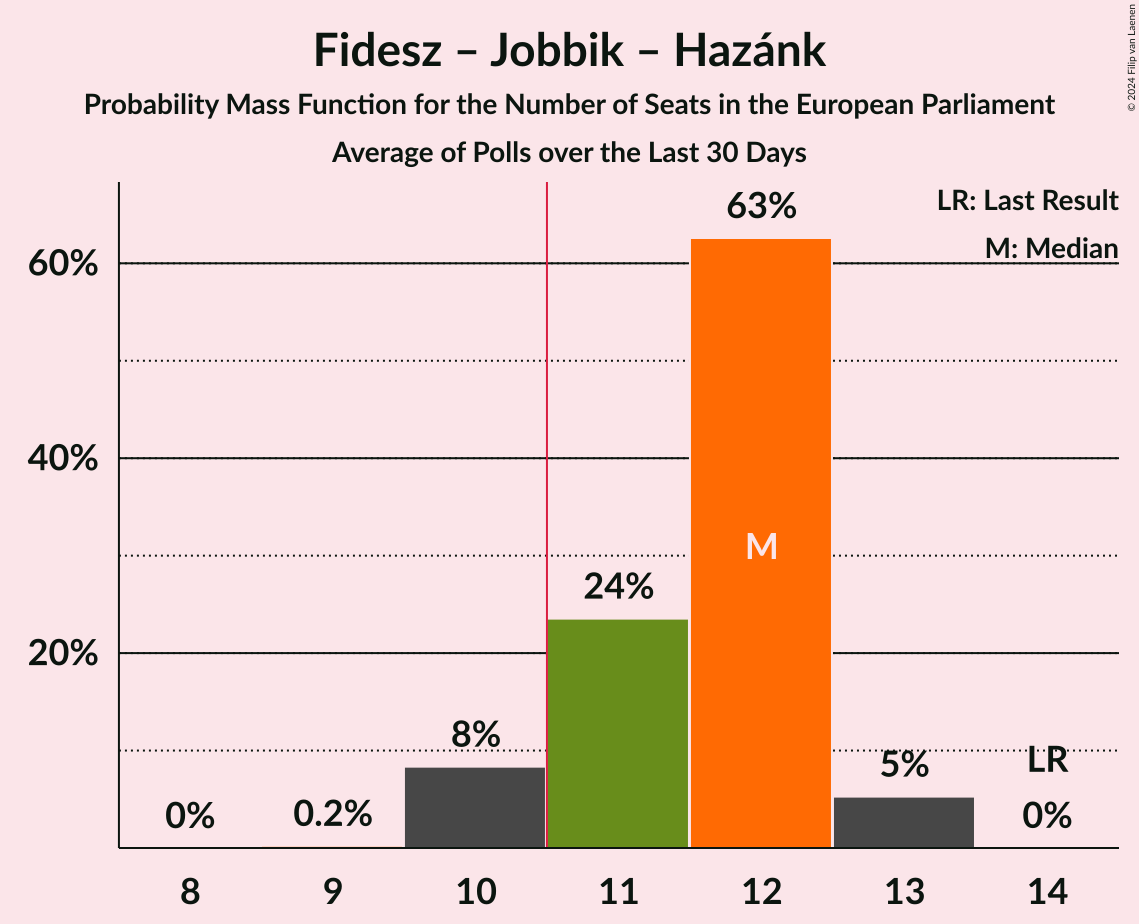 Fidesz – Jobbik – Hazánk
Probability Mass Function for the Number of Seats in the European Parliament
Average of Polls over the Last 30 Days
© 2024 Filip van Laenen
LR: Last Result
M: Median
60%
40%
20%
0%
0.2%
8%
24%
63%
M
5%
LR
0%
8
9
10
11
12
13
14